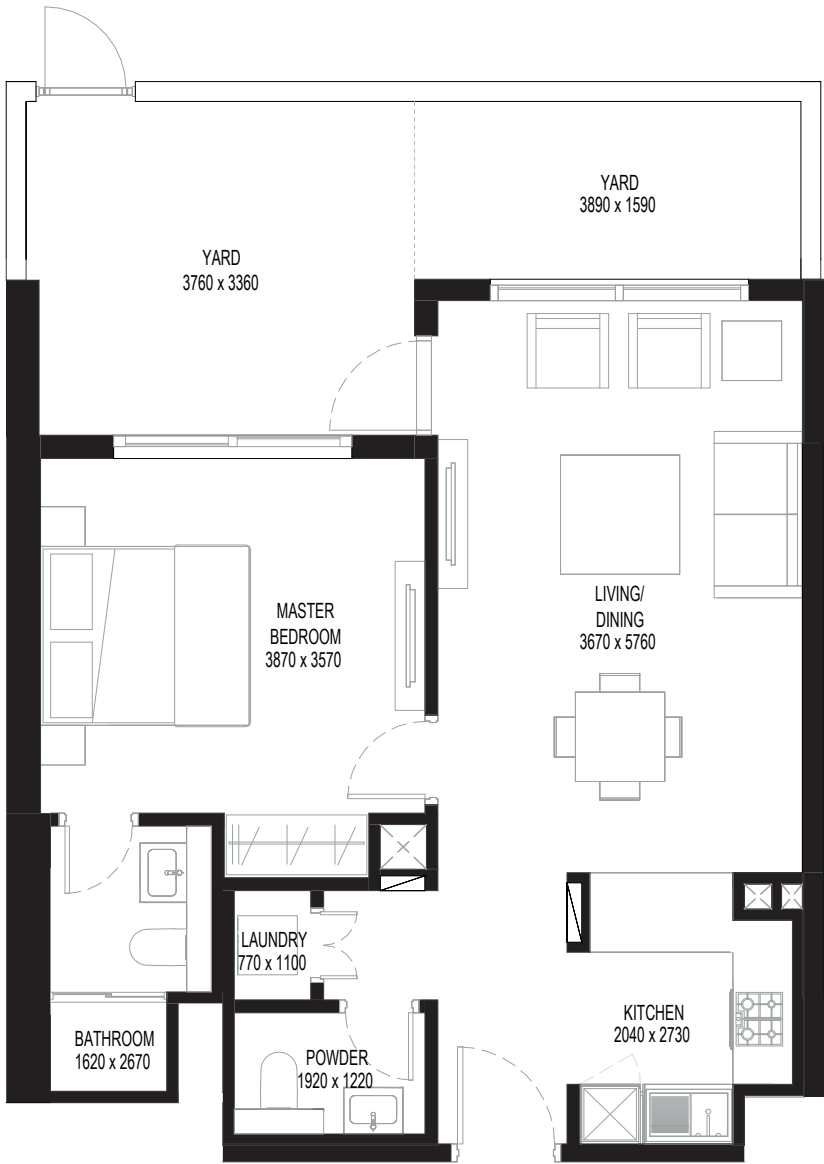 YARD
3890 x 1590
YARD
3760 x 3360
LIVING/
DINING
3670 x 5760
MASTER
BEDROOM
3870 x 3570
LAUNDRY
770 x 1100
KITCHEN
2040 x 2730
BATHROOM
1620 x 2670
POWDER
1920 x 1220